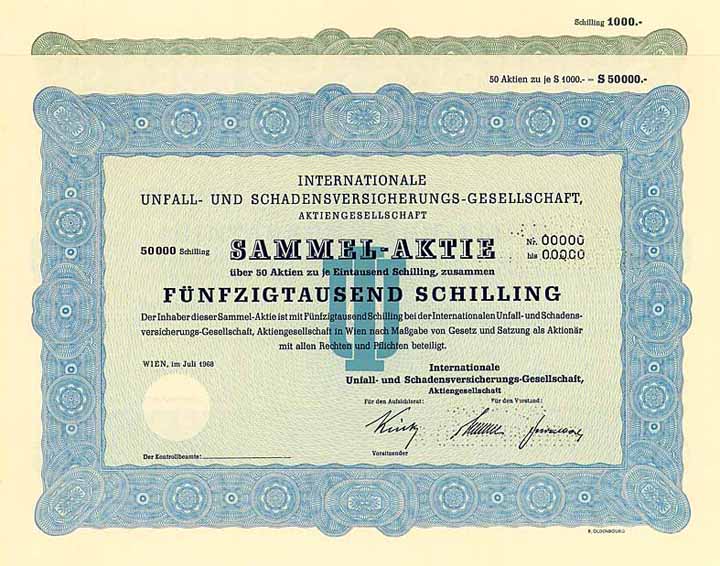 Schilling 1000.-
50 Aktien zu je S 1000.- = S 50000.-
INTERNATIONALE
UNFALL- UND SCHADENSVERSICHERUNGS-GESELLSCHAFT,
AKTIENGESELLSCHAFT
50000 Schilling SAMMEL-AKTIE Nr. 00000
bis 00000
über 50 Aktien zu je Eintausend Schilling, zusammen
FÜNFZIGTAUSEND SCHILLING
Der Inhaber dieser Sammel-Aktie ist mit Fünfzigtausend Schilling bei der Internationalen Unfall- und Schadens-
versicherungs-Gesellschaft, Aktiengesellschaft in Wien nach Maßgabe von Gesetz und Satzung als Aktionär
mit allen Rechten und Pflichten beteiligt.
WIEN, im Juli 1968
Internationale
Unfall- und Schadensversicherungs-Gesellschaft,
Aktiengesellschaft
Für den Aufsichtsrat: Für den Vorstand:
Vorsitzender
Der Kontrollbeamte:
R. OLDENBOURG